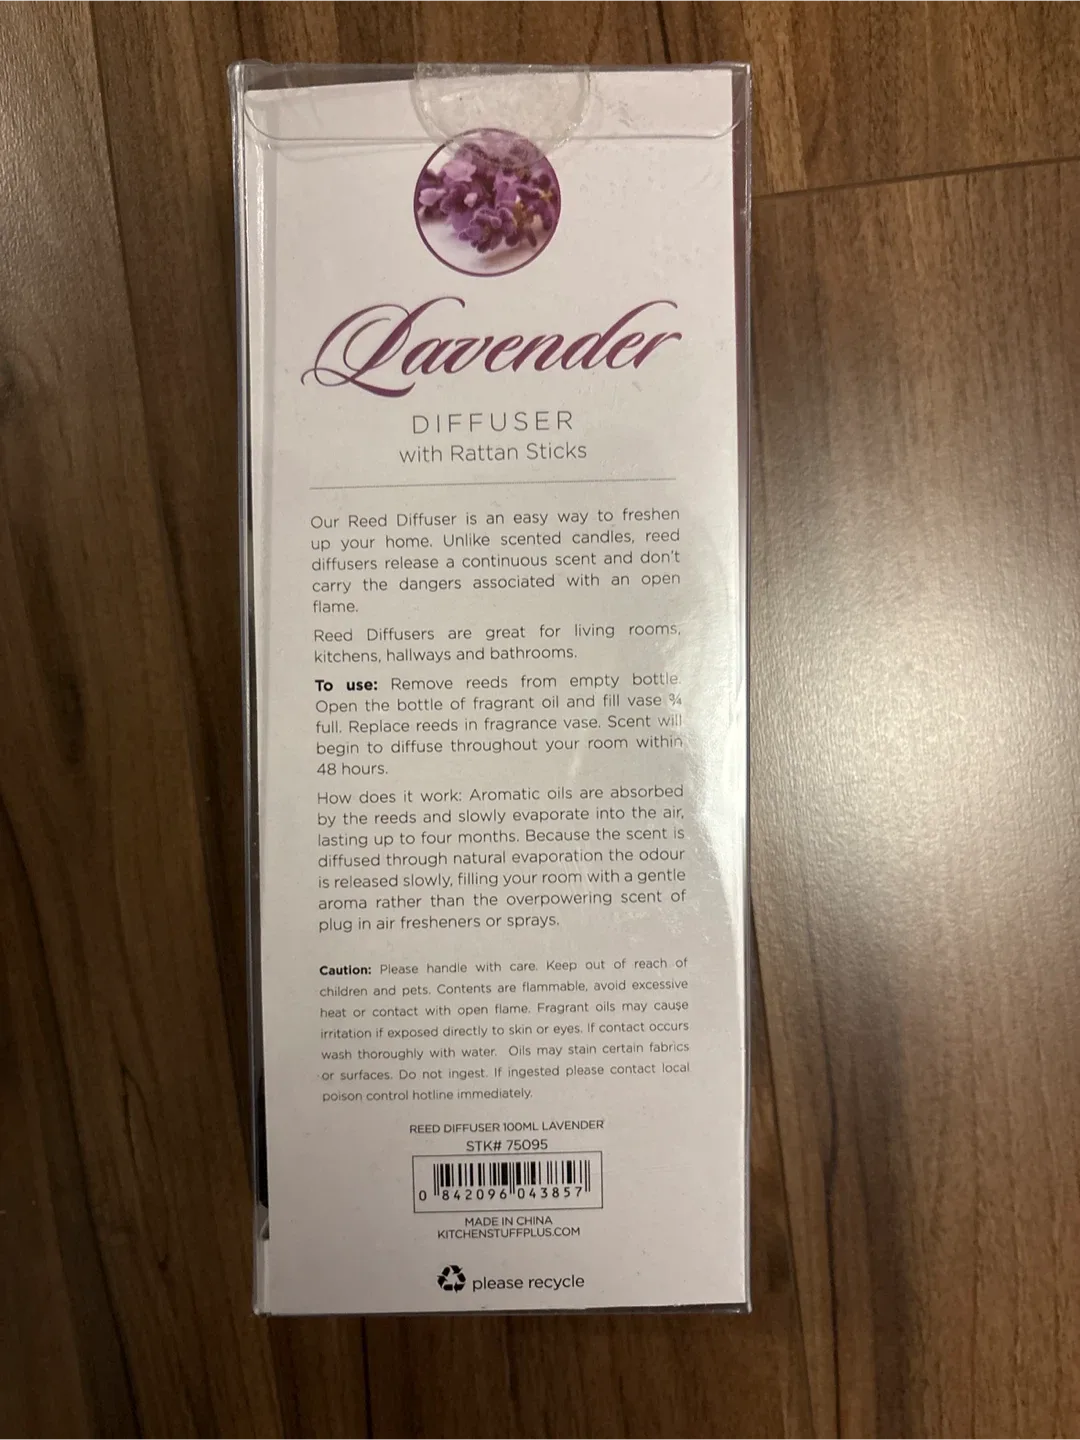 Lavender
DIFFUSER
with Rattan Sticks
Our Reed Diffuser is an easy way to freshen
up your home. Unlike scented candles, reed
diffusers release a continuous scent and don't
carry the dangers associated with an open
flame.
Reed Diffusers are great for living rooms,
kitchens, hallways and bathrooms.
To use: Remove reeds from empty bottle.
Open the bottle of fragrant oil and fill vase ¾
full. Replace reeds in fragrance vase. Scent will
begin to diffuse throughout your room within
48 hours.
How does it work: Aromatic oils are absorbed
by the reeds and slowly evaporate into the air,
lasting up to four months. Because the scent is
diffused through natural evaporation the odour
is released slowly, filling your room with a gentle
aroma rather than the overpowering scent of
plug in air fresheners or sprays.
Caution: Please handle with care. Keep out of reach of
children and pets. Contents are flammable, avoid excessive
heat or contact with open flame. Fragrant oils may cause
irritation if exposed directly to skin or eyes. If contact occurs
wash thoroughly with water. Oils may stain certain fabrics
or surfaces. Do not ingest. If ingested please contact local
poison control hotline immediately.
REED DIFFUSER 100ML LAVENDER
STK# 75095
0 842096 043857
MADE IN CHINA
KITCHENSTUFFPLUS.COM
please recycle